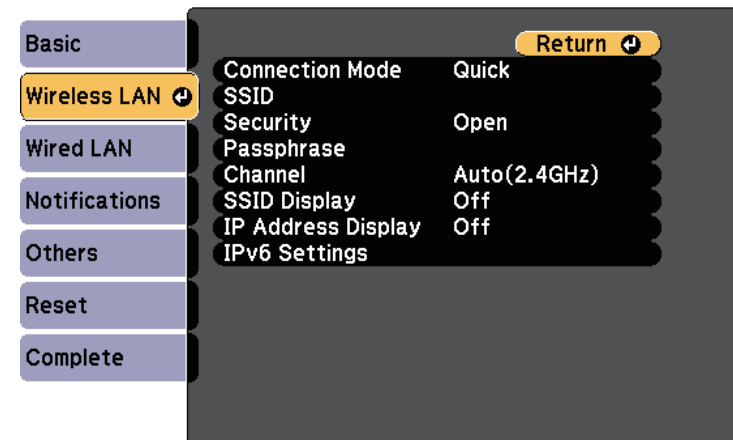 Basic
Wireless LAN
Wired LAN
Notifications
Others
Reset
Complete
Return
Connection Mode Quick
SSID
Security Open
Passphrase
Channel Auto(2.4GHz)
SSID Display Off
IP Address Display Off
IPv6 Settings